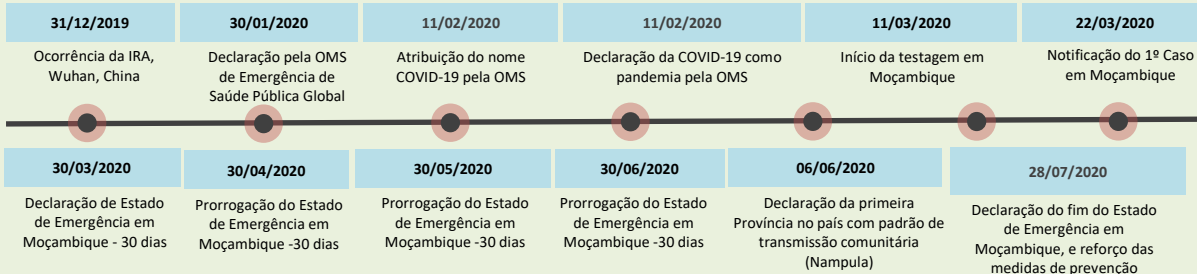 31/12/2019
Ocorrência da IRA,
Wuhan, China
30/01/2020
Declaração pela OMS
de Emergência de
Saúde Pública Global
11/02/2020
Atribuição do nome
COVID-19 pela OMS
11/02/2020
Declaração da COVID-19 como
pandemia pela OMS
11/03/2020
Início da testagem em
Moçambique
22/03/2020
Notificação do 1º Caso
em Moçambique
30/03/2020
Declaração de Estado
de Emergência em
Moçambique - 30 dias
30/04/2020
Prorrogação do Estado
de Emergência em
Moçambique -30 dias
30/05/2020
Prorrogação do Estado
de Emergência em
Moçambique -30 dias
30/06/2020
Prorrogação do Estado
de Emergência em
Moçambique -30 dias
06/06/2020
Declaração da primeira
Província no país com padrão de
transmissão comunitária
(Nampula)
28/07/2020
Declaração do fim do Estado
de Emergência em
Moçambique, e reforço das
medidas de prevenção